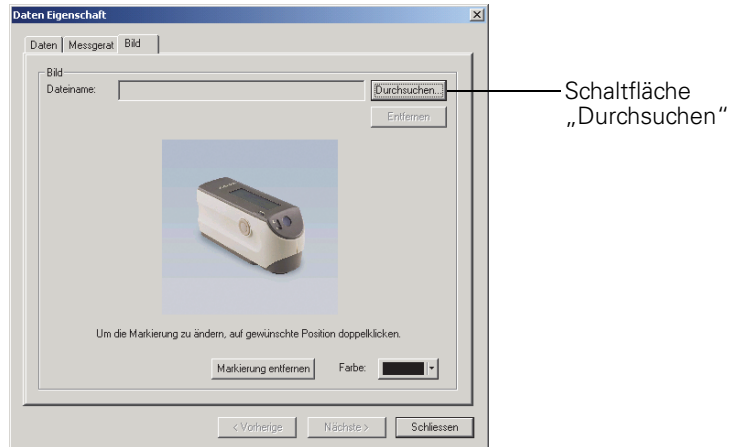 Daten Eigenschaft
Daten Messgerat Bild
Bild
Dateiname: Durchsuchen...
Entfernen
Um die Markierung zu ändern, auf gewünschte Position doppelklicken.
Markierung entfernen Farbe:
< Vorherige Nächste > Schliessen
Schaltfläche
„Durchsuchen“